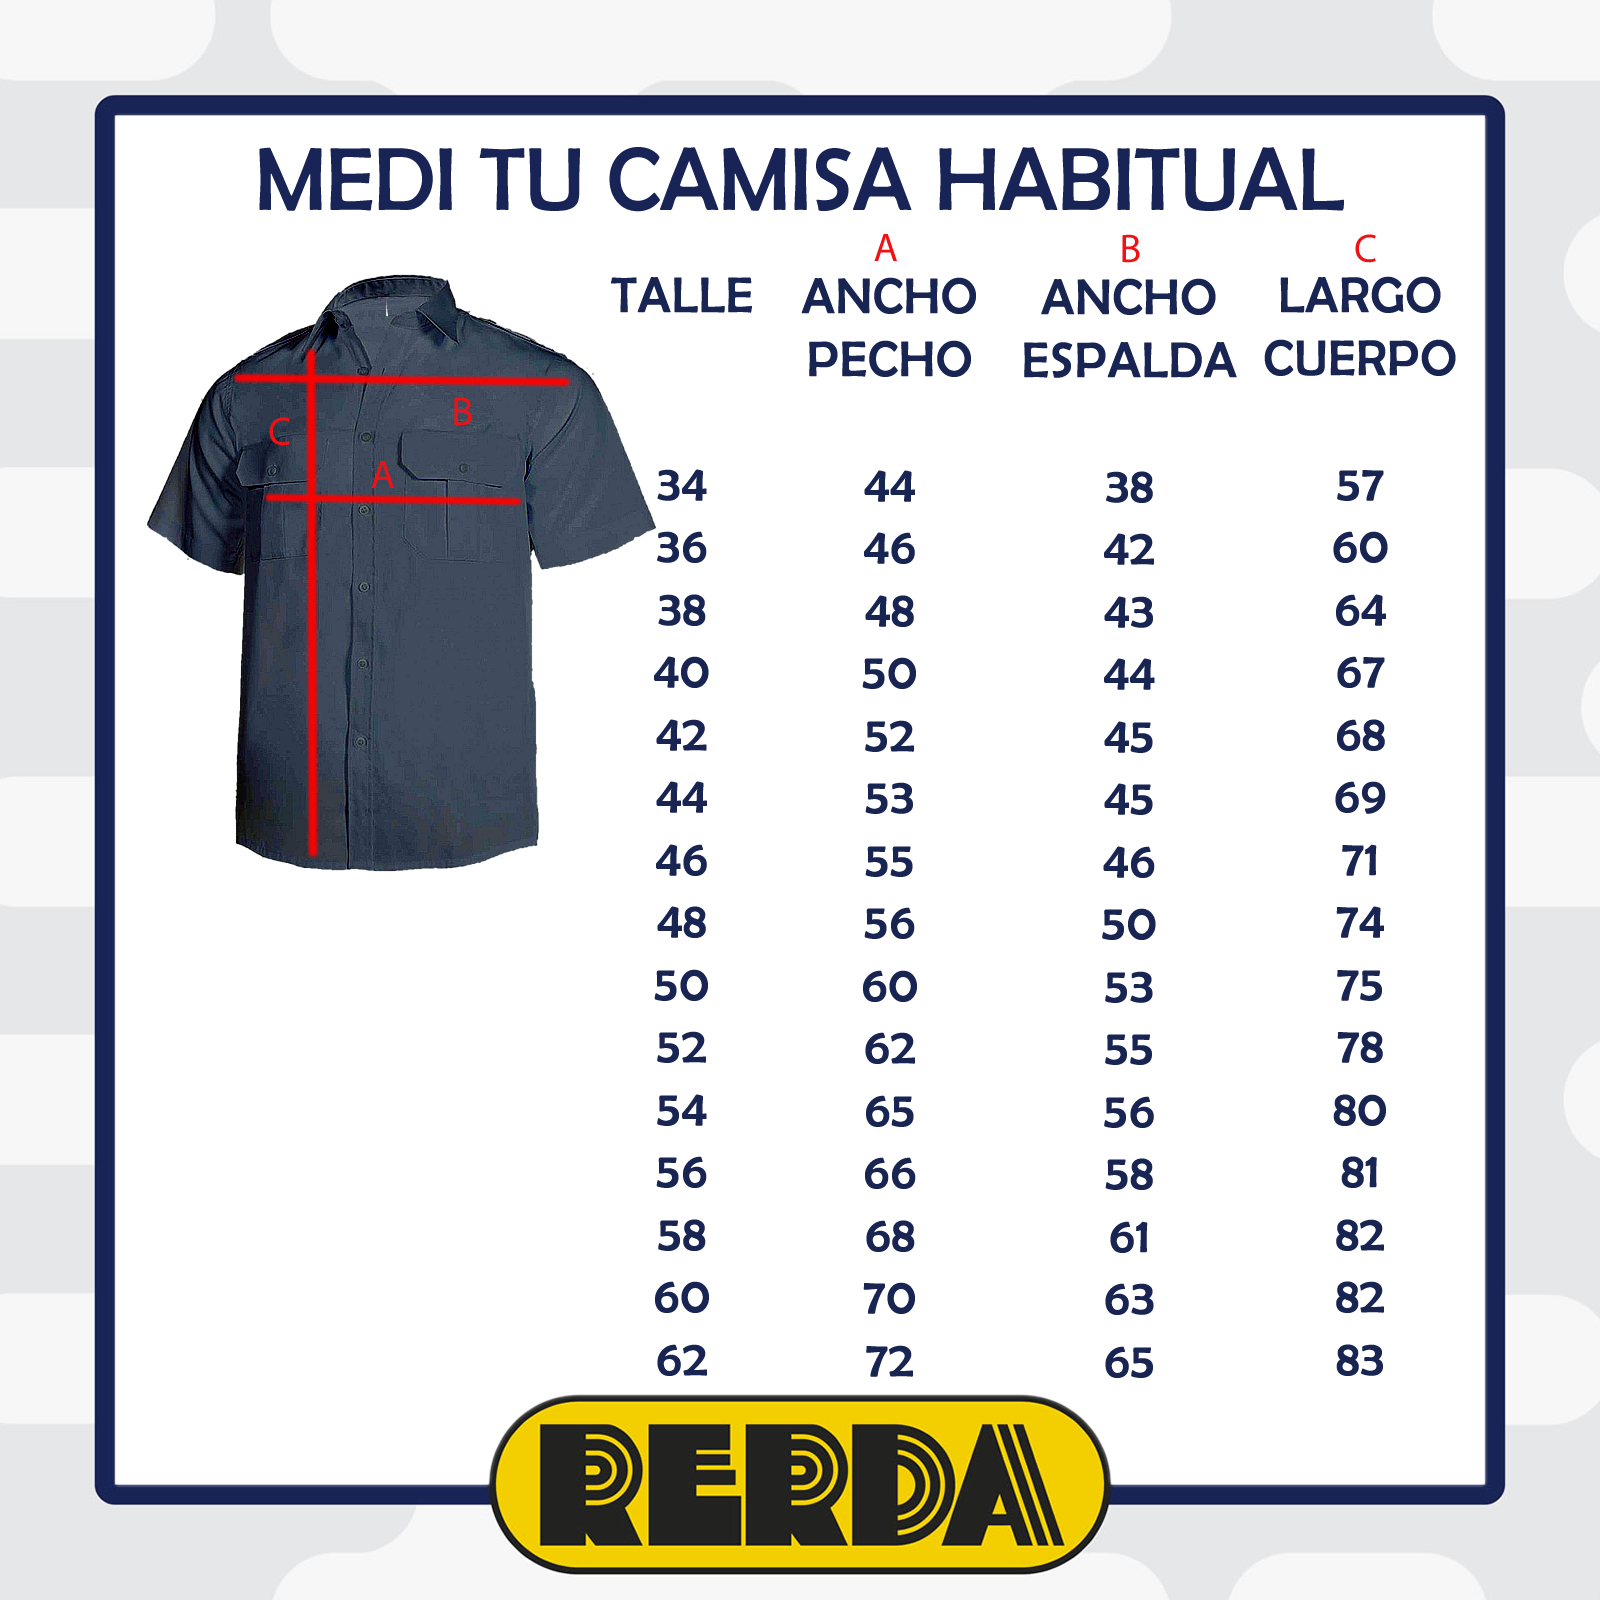 MEDI TU CAMISA HABITUAL
A B C
TALLE ANCHO PECHO ANCHO ESPALDA LARGO CUERPO
C
B
A
34 44 38 57
36 46 42 60
38 48 43 64
40 50 44 67
42 52 45 68
44 53 45 69
46 55 46 71
48 56 50 74
50 60 53 75
52 62 55 78
54 65 56 80
56 66 58 81
58 68 61 82
60 70 63 82
62 72 65 83
RERDA